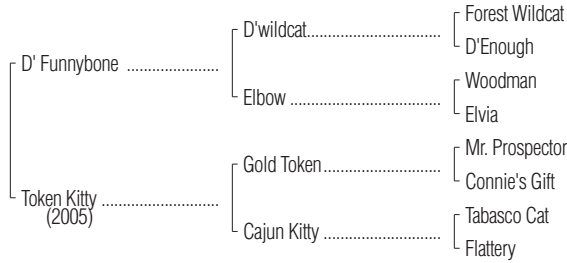 Forest Wildcat
D'wildcat
D'Enough
D' Funnybone
Woodman
Elbow
Elvia
Mr. Prospector
Gold Token
Connie's Gift
Token Kitty
(2005)
Tabasco Cat
Cajun Kitty
Flattery